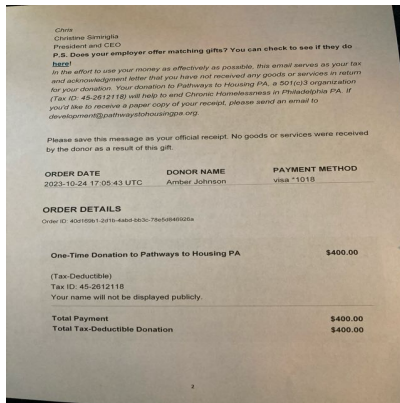 Chris
Christine Simiriglia
President and CEO
P.S. Does your employer offer matching gifts? You can check to see if they do
here!
In the effort to use your money as effectively as possible, this email serves as your tax
and acknowledgment letter that you have not received any goods or services in return
for your donation. Your donation to Pathways to Housing PA, a 501(c)3 organization
(Tax ID: 45-2612118) will help to end Chronic Homelessness in Philadelphia PA. If
you'd like to receive a paper copy of your receipt, please send an email to
development@pathwaystohousingpa.org.
Please save this message as your official receipt. No goods or services were received
by the donor as a result of this gift.
ORDER DATE DONOR NAME PAYMENT METHOD
2023-10-24 17:05:43 UTC Amber Johnson visa *1018
ORDER DETAILS
Order ID:
One-Time Donation to Pathways to Housing PA $400.00
(Tax-Deductible)
Tax ID: 45-2612118
Your name will not be displayed publicly.
Total Payment $400.00
Total Tax-Deductible Donation $400.00